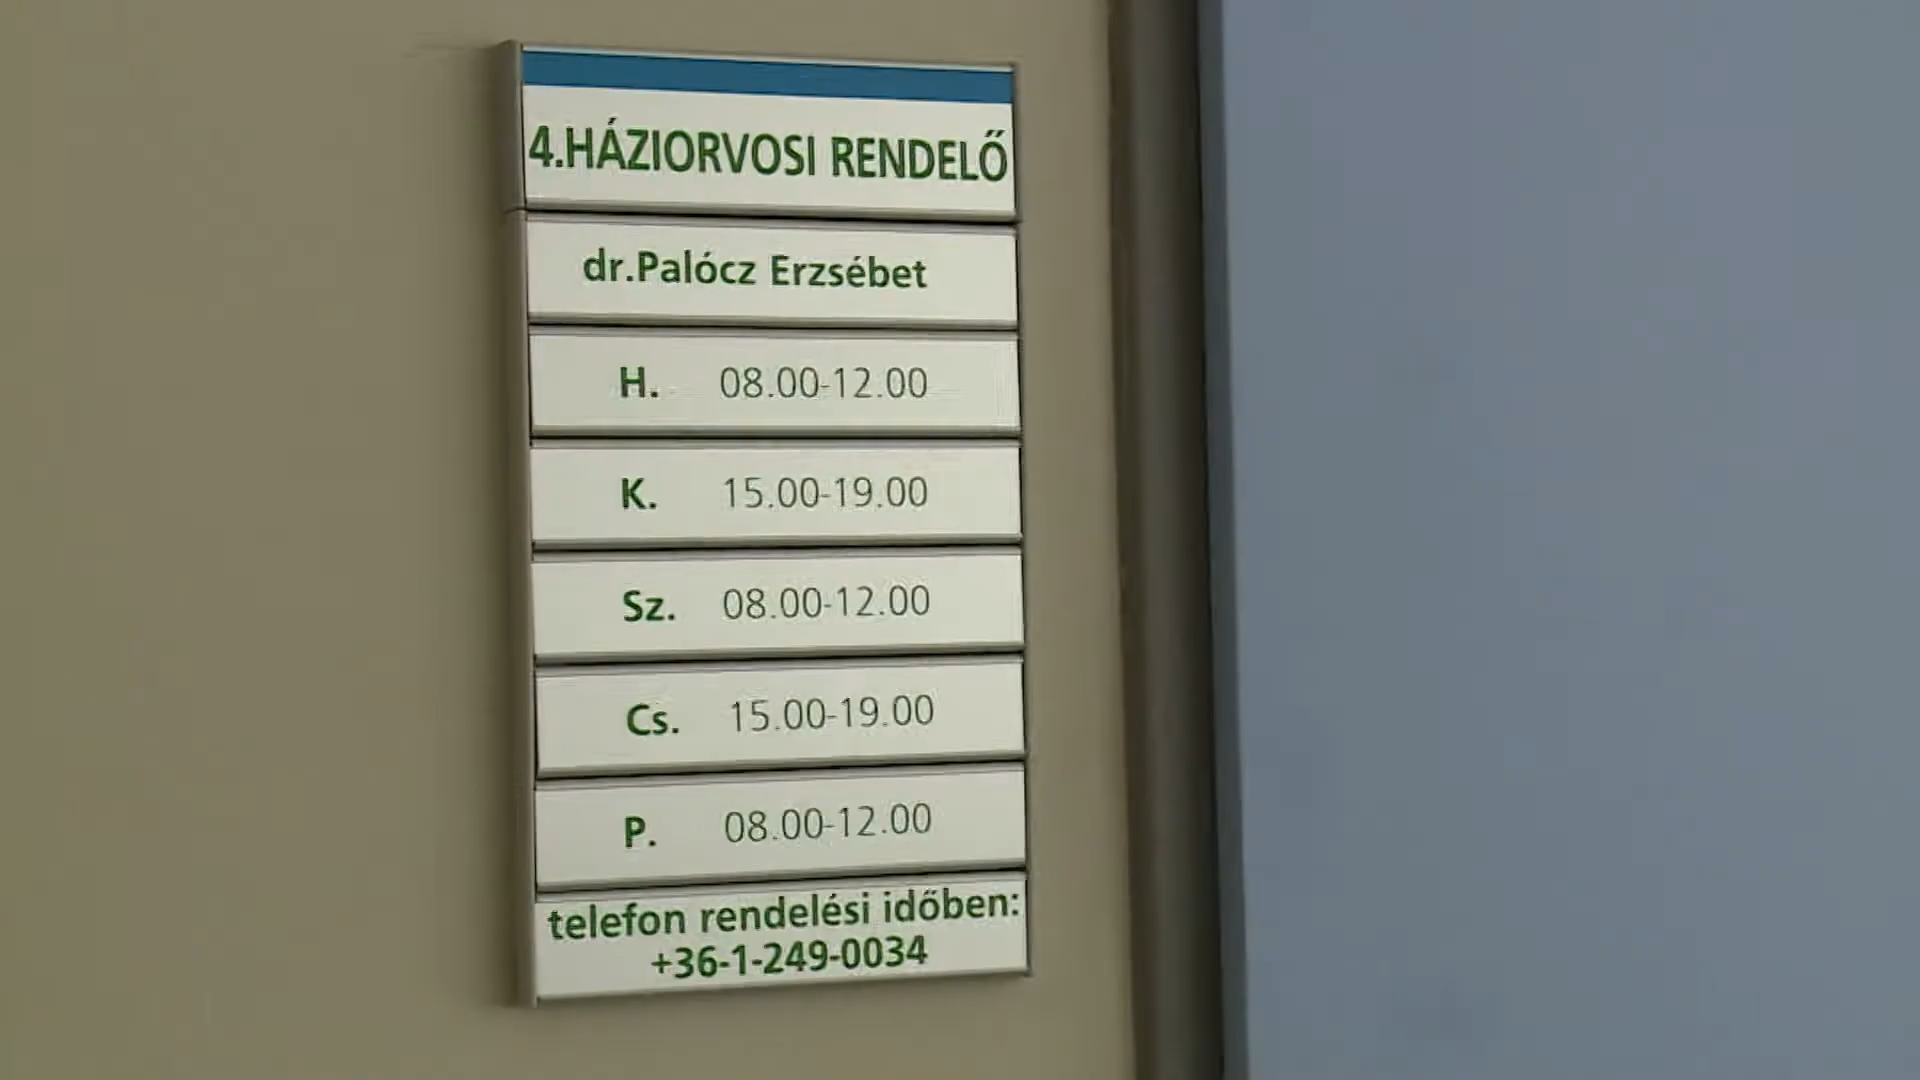 4.HÁZIORVOSI RENDELŐ
dr.Palócz Erzsébet
H. 08.00-12.00
K. 15.00-19.00
Sz. 08.00-12.00
Cs. 15.00-19.00
P. 08.00-12.00
telefon rendelési időben:
+36-1-249-0034